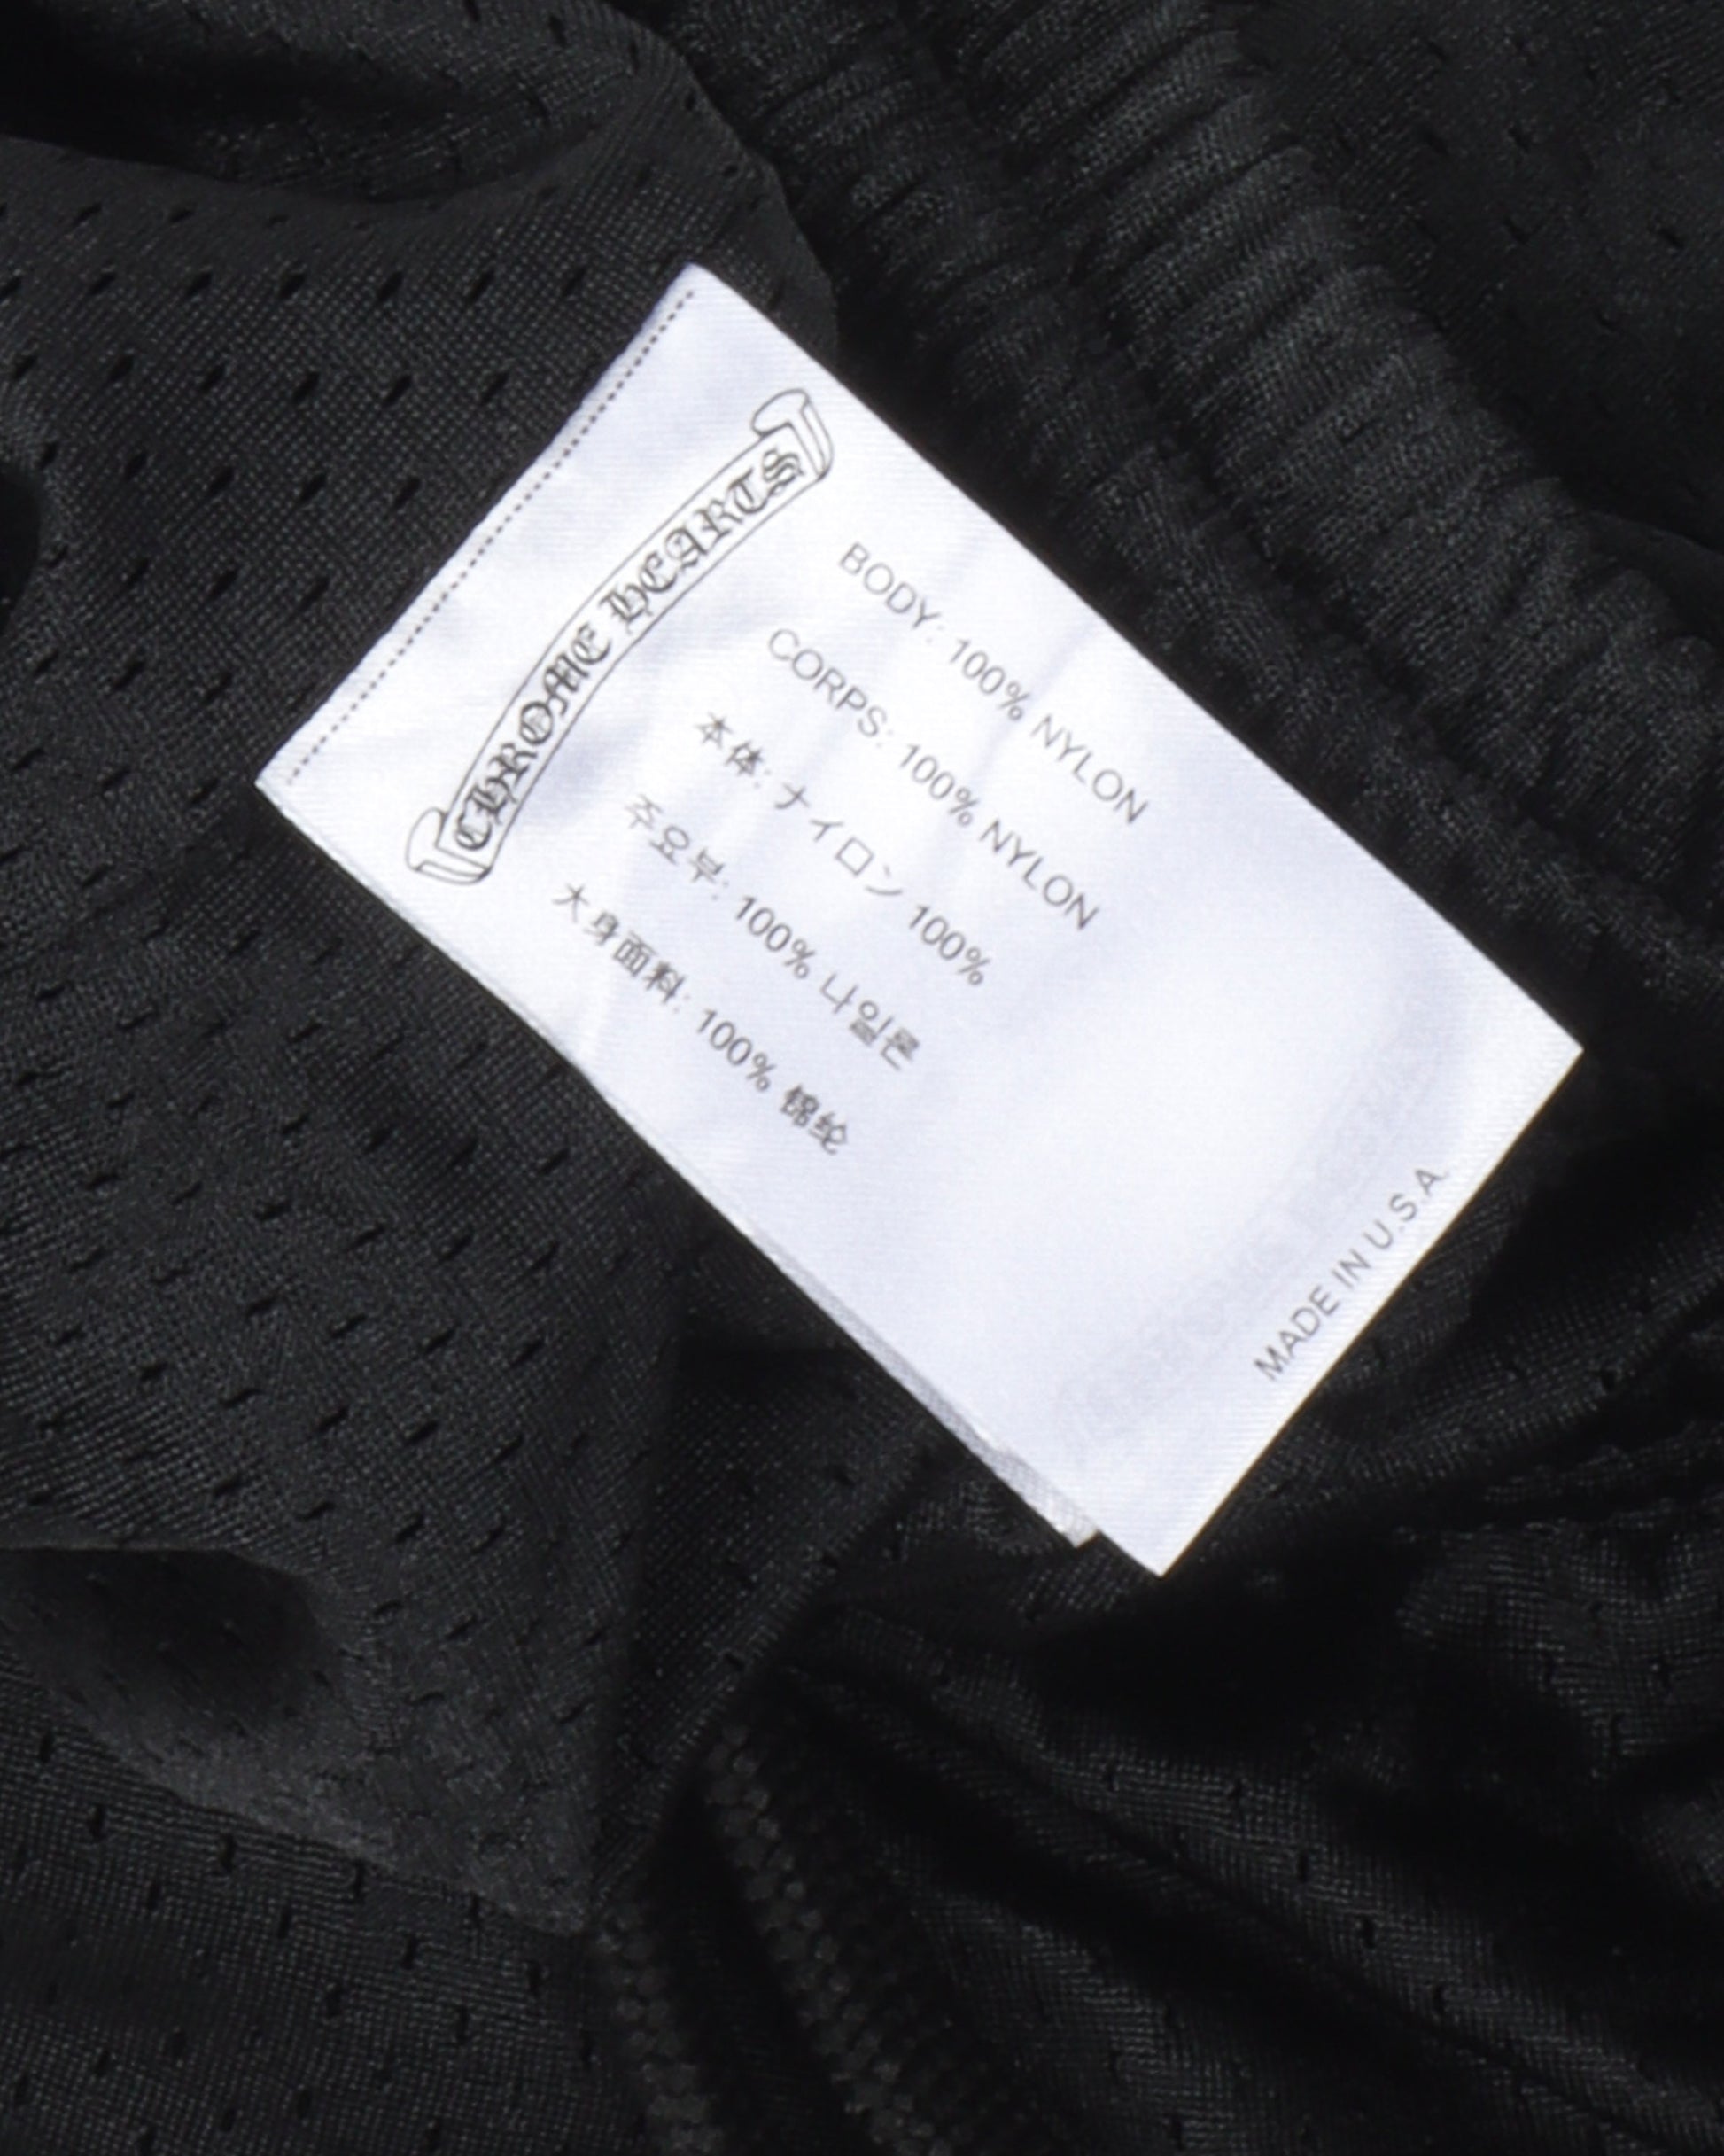 CHROME HEARTS
BODY: 100% NYLON
CORPS: 100% NYLON
本体: ナイロン 100%
주요부: 100% 나일론
大身面料: 100% 锦纶
MADE IN U.S.A.